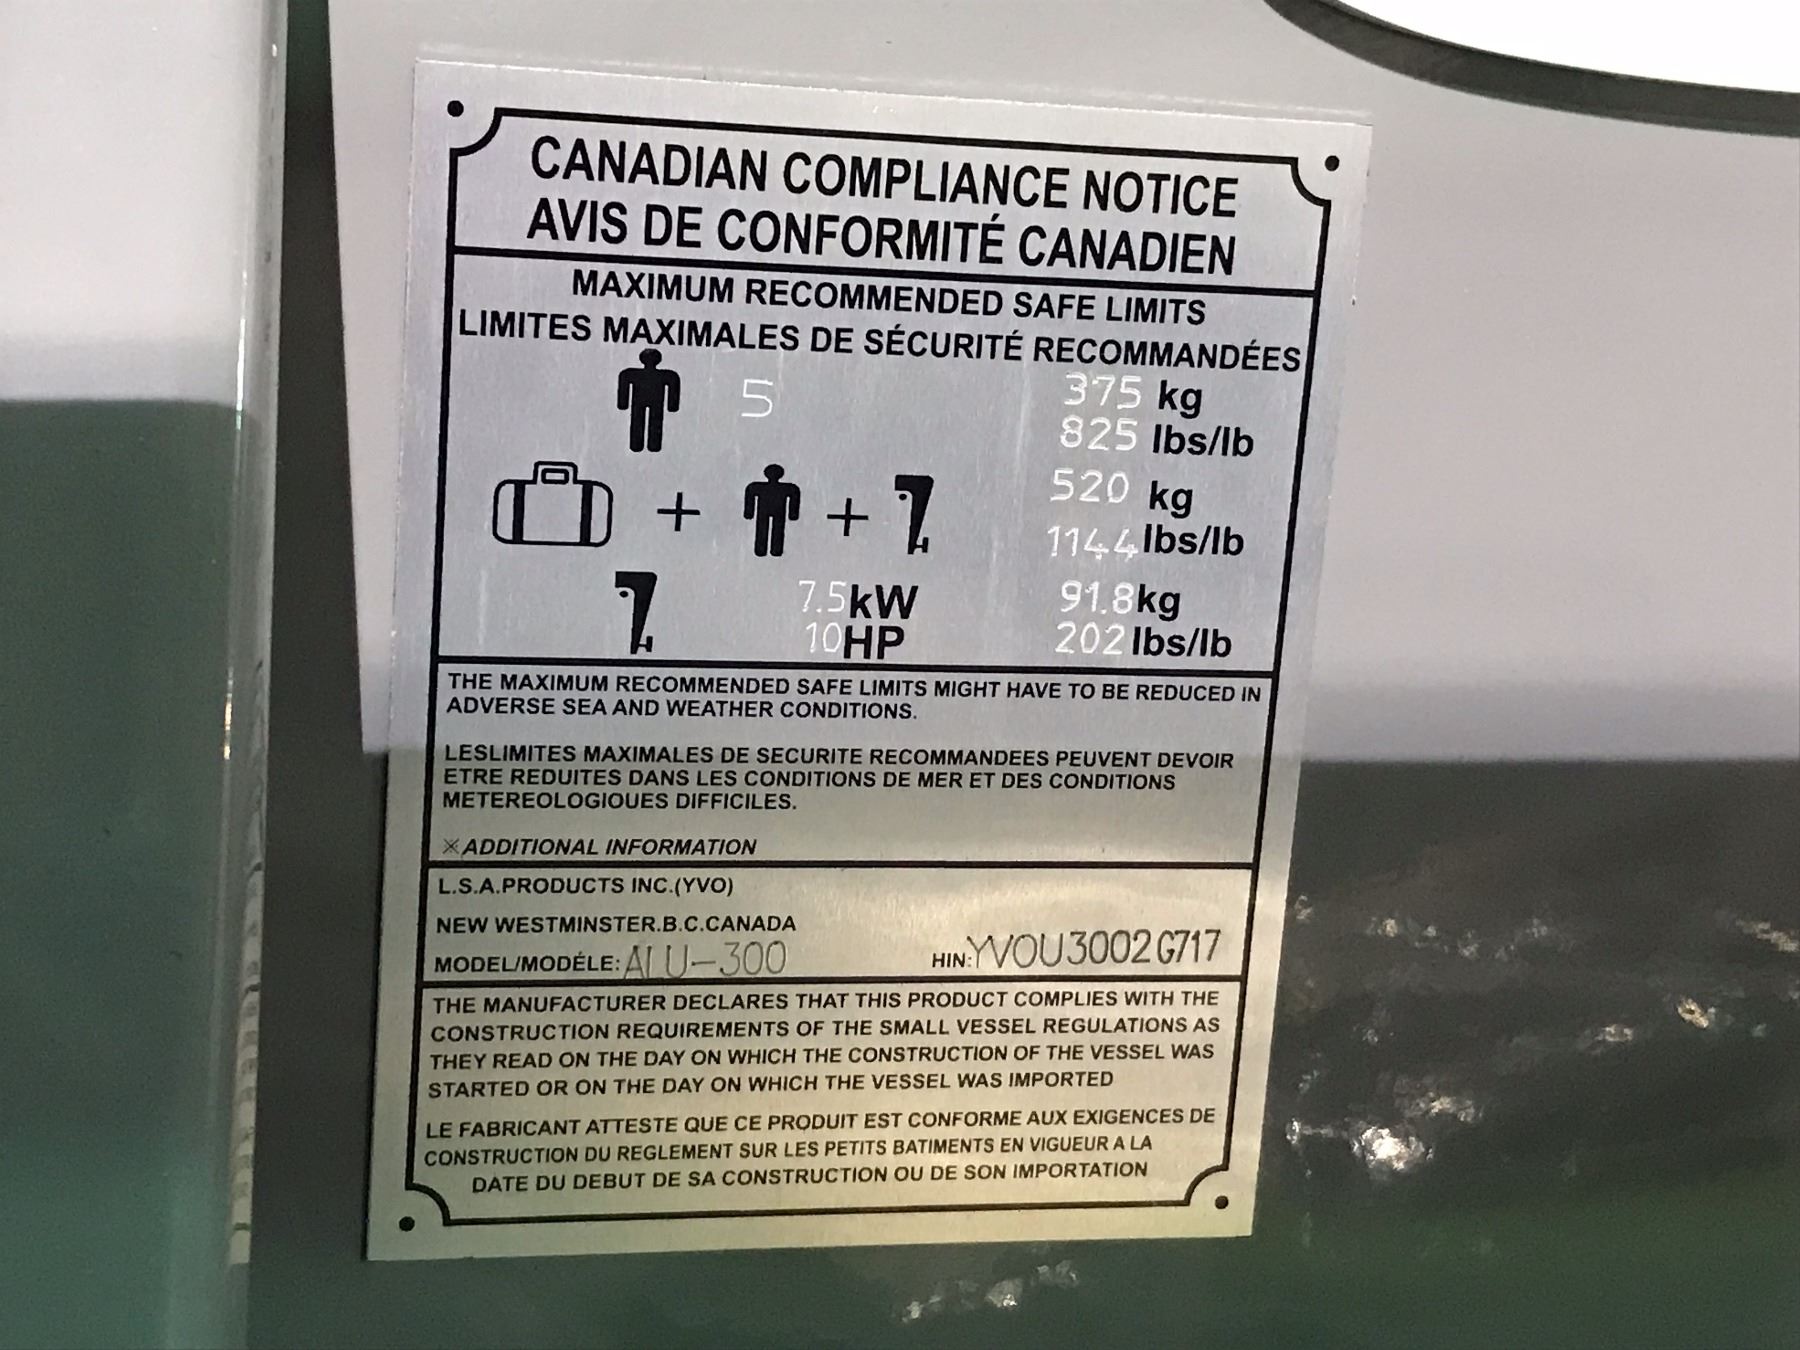 CANADIAN COMPLIANCE NOTICE
AVIS DE CONFORMITÉ CANADIEN
MAXIMUM RECOMMENDED SAFE LIMITS
LIMITES MAXIMALES DE SÉCURITÉ RECOMMANDÉES
5 375 kg
825 lbs/lb
+ + 520 kg
1144 lbs/lb
7.5kW 91.8kg
10HP 202 lbs/lb
THE MAXIMUM RECOMMENDED SAFE LIMITS MIGHT HAVE TO BE REDUCED IN
ADVERSE SEA AND WEATHER CONDITIONS.
LESLIMITES MAXIMALES DE SECURITE RECOMMANDEES PEUVENT DEVOIR
ETRE REDUITES DANS LES CONDITIONS DE MER ET DES CONDITIONS
METEREOLOGIOUES DIFFICILES.
※ADDITIONAL INFORMATION
L.S.A.PRODUCTS INC.(YVO)
NEW WESTMINSTER.B.C.CANADA
MODEL/MODÉLE: ALU-300 HIN:YVOU3002G717
THE MANUFACTURER DECLARES THAT THIS PRODUCT COMPLIES WITH THE
CONSTRUCTION REQUIREMENTS OF THE SMALL VESSEL REGULATIONS AS
THEY READ ON THE DAY ON WHICH THE CONSTRUCTION OF THE VESSEL WAS
STARTED OR ON THE DAY ON WHICH THE VESSEL WAS IMPORTED
LE FABRICANT ATTESTE QUE CE PRODUIT EST CONFORME AUX EXIGENCES DE
CONSTRUCTION DU REGLEMENT SUR LES PETITS BATIMENTS EN VIGUEUR A LA
DATE DU DEBUT DE SA CONSTRUCTION OU DE SON IMPORTATION